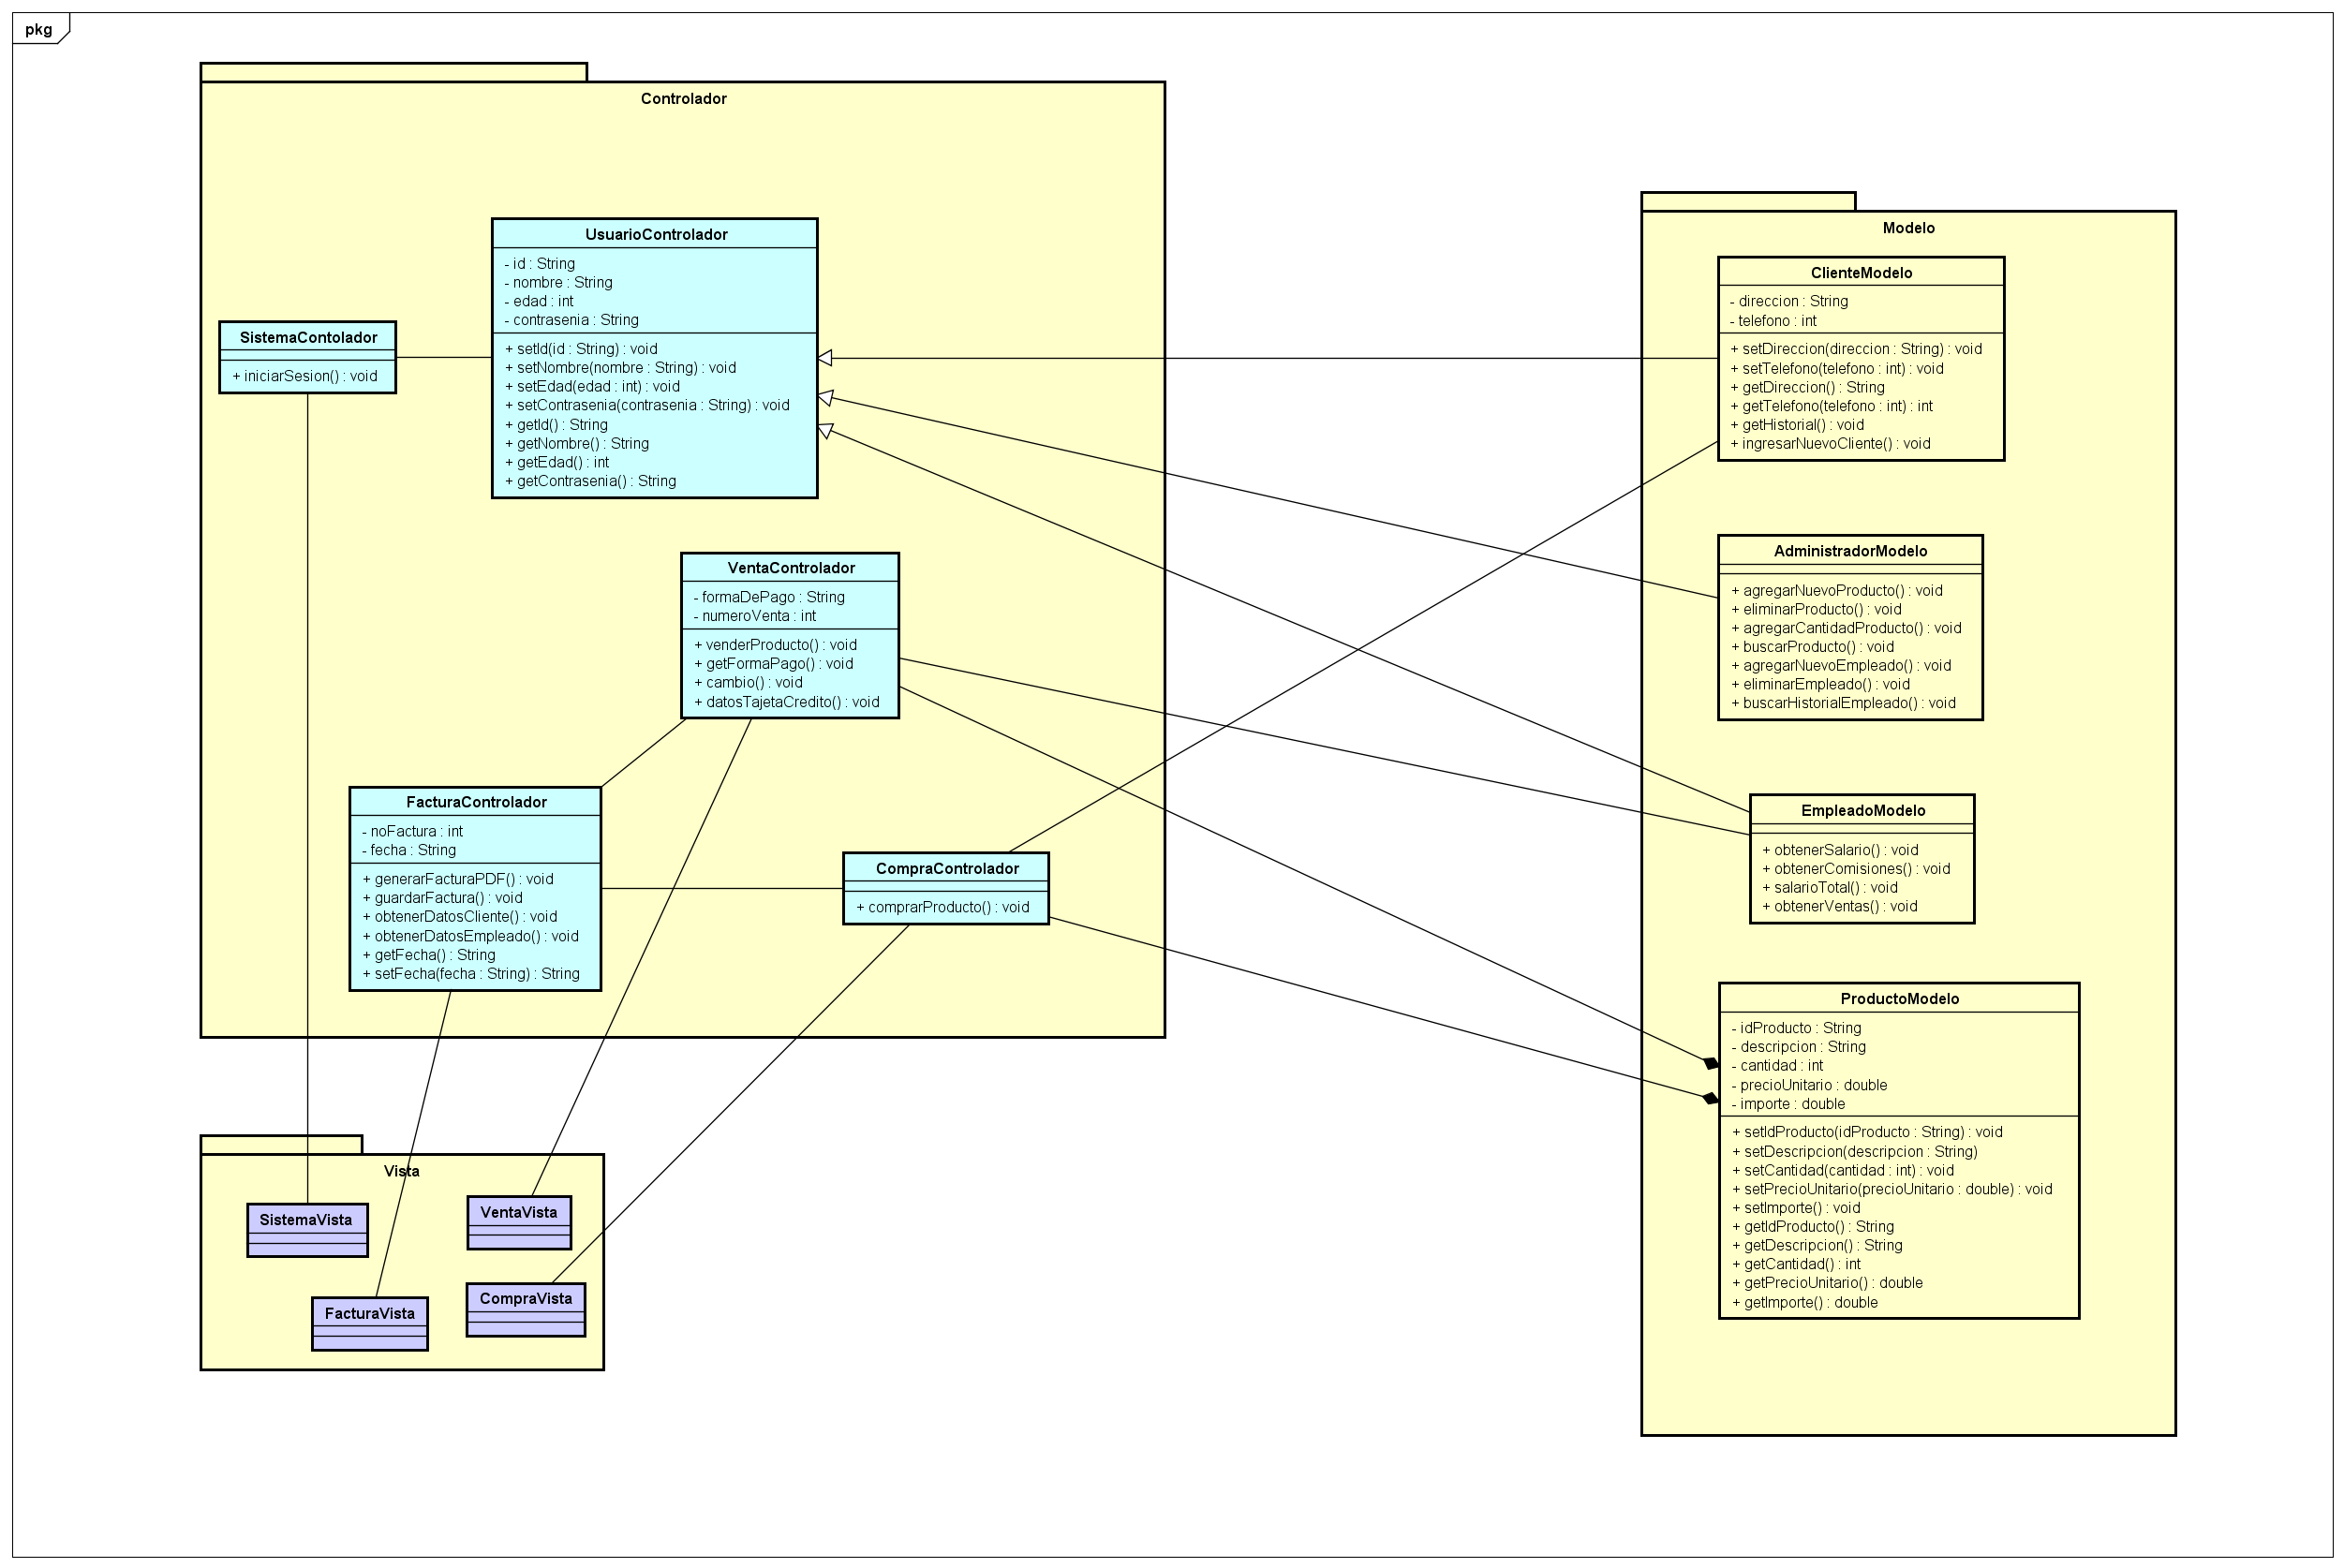 pkg
Controlador
UsuarioControlador
- id : String
- nombre : String
- edad : int
- contrasenia : String
+ setId(id : String) : void
+ setNombre(nombre : String) : void
+ setEdad(edad : int) : void
+ setContrasenia(contrasenia : String) : void
+ getId() : String
+ getNombre() : String
+ getEdad() : int
+ getContrasenia() : String
SistemaContolador
+ iniciarSesion() : void
VentaControlador
- formaDePago : String
- numeroVenta : int
+ venderProducto() : void
+ getFormaPago() : void
+ cambio() : void
+ datosTajetaCredito() : void
FacturaControlador
- noFactura : int
- fecha : String
+ generarFacturaPDF() : void
+ guardarFactura() : void
+ obtenerDatosCliente() : void
+ obtenerDatosEmpleado() : void
+ getFecha() : String
+ setFecha(fecha : String) : String
CompraControlador
+ comprarProducto() : void
Vista
SistemaVista
VentaVista
FacturaVista
CompraVista
Modelo
ClienteModelo
- direccion : String
- telefono : int
+ setDireccion(direccion : String) : void
+ setTelefono(telefono : int) : void
+ getDireccion() : String
+ getTelefono(telefono : int) : int
+ getHistorial() : void
+ ingresarNuevoCliente() : void
AdministradorModelo
+ agregarNuevoProducto() : void
+ eliminarProducto() : void
+ agregarCantidadProducto() : void
+ buscarProducto() : void
+ agregarNuevoEmpleado() : void
+ eliminarEmpleado() : void
+ buscarHistorialEmpleado() : void
EmpleadoModelo
+ obtenerSalario() : void
+ obtenerComisiones() : void
+ salarioTotal() : void
+ obtenerVentas() : void
ProductoModelo
- idProducto : String
- descripcion : String
- cantidad : int
- precioUnitario : double
- importe : double
+ setIdProducto(idProducto : String) : void
+ setDescripcion(descripcion : String)
+ setCantidad(cantidad : int) : void
+ setPrecioUnitario(precioUnitario : double) : void
+ setImporte() : void
+ getIdProducto() : String
+ getDescripcion() : String
+ getCantidad() : int
+ getPrecioUnitario() : double
+ getImporte() : double